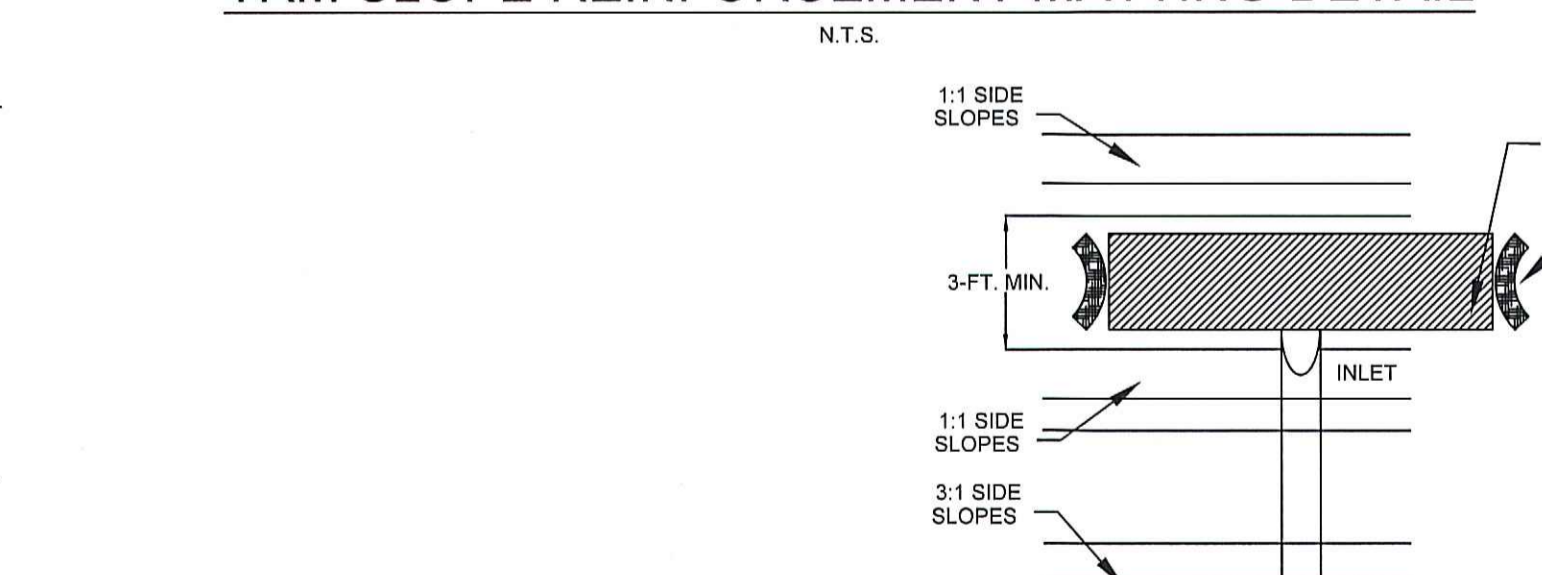 N.T.S.
1:1 SIDE
SLOPES
3-FT. MIN.
INLET
1:1 SIDE
SLOPES
3:1 SIDE
SLOPES